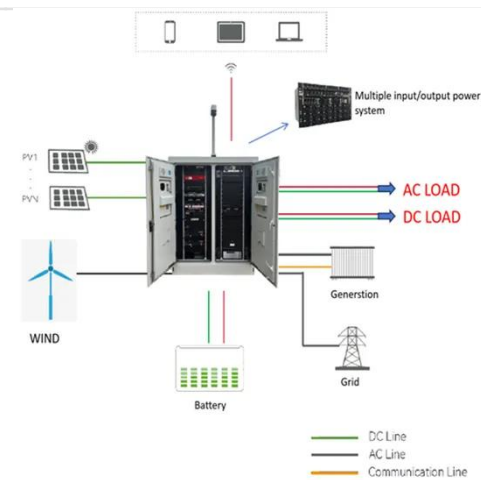 Multiple input/output power
system
PV1
PVN
AC LOAD
DC LOAD
WIND
Generstion
Grid
Battery
DC Line
AC Line
Communication Line